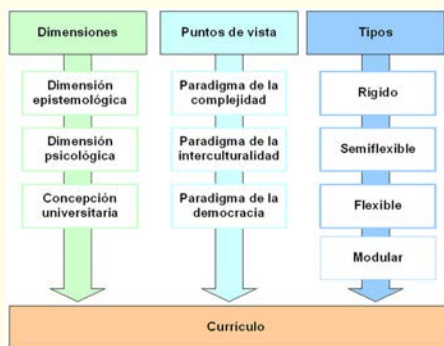 Dimensiones
Dimensión
epistemológica
Dimensión
psicológica
Concepción
universitaria
Puntos de vista
Paradigma de la
complejidad
Paradigma de la
interculturalidad
Paradigma de la
democracia
Tipos
Rígido
Semiflexible
Flexible
Modular
Currículo